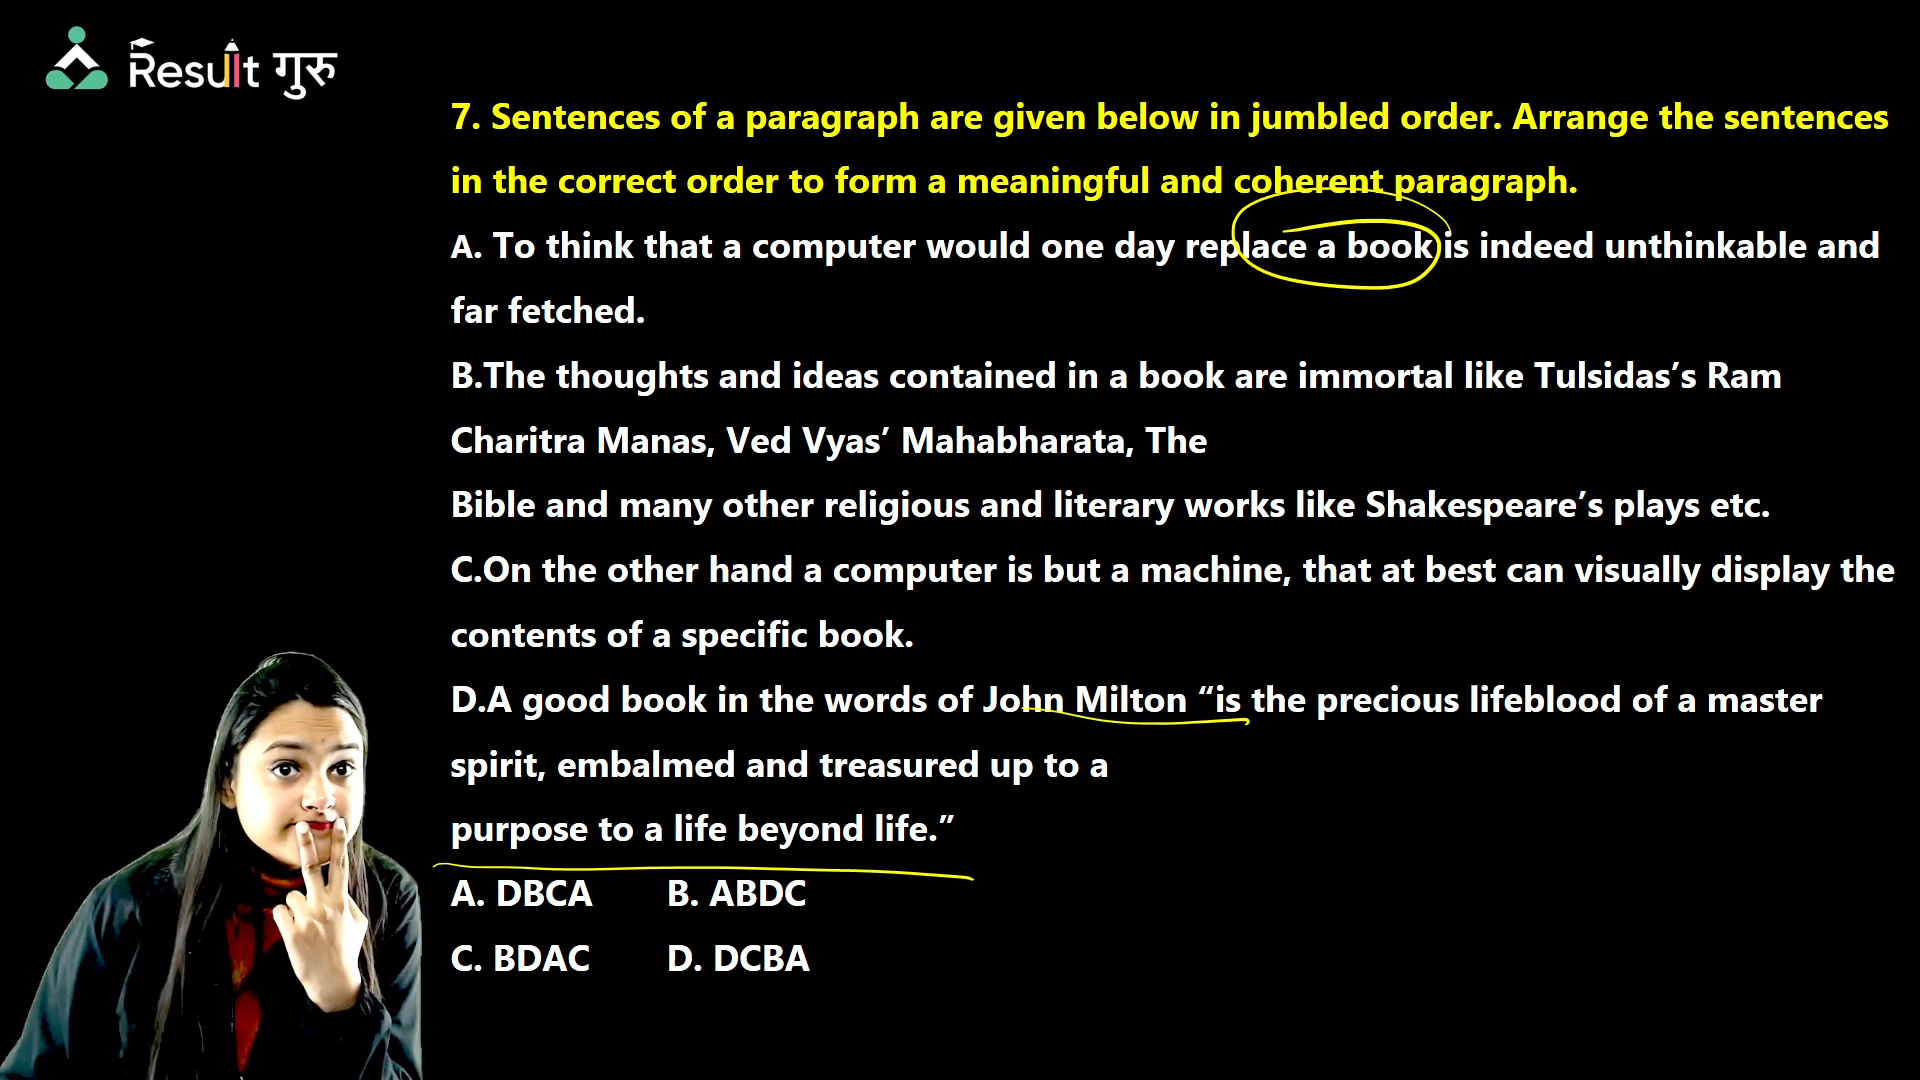 Result गुरु
7. Sentences of a paragraph are given below in jumbled order. Arrange the sentences
in the correct order to form a meaningful and coherent paragraph.
A. To think that a computer would one day replace a book is indeed unthinkable and
far fetched.
B.The thoughts and ideas contained in a book are immortal like Tulsidas’s Ram
Charitra Manas, Ved Vyas’ Mahabharata, The
Bible and many other religious and literary works like Shakespeare’s plays etc.
C.On the other hand a computer is but a machine, that at best can visually display the
contents of a specific book.
D.A good book in the words of John Milton “is the precious lifeblood of a master
spirit, embalmed and treasured up to a
purpose to a life beyond life.”
A. DBCA B. ABDC
C. BDAC D. DCBA